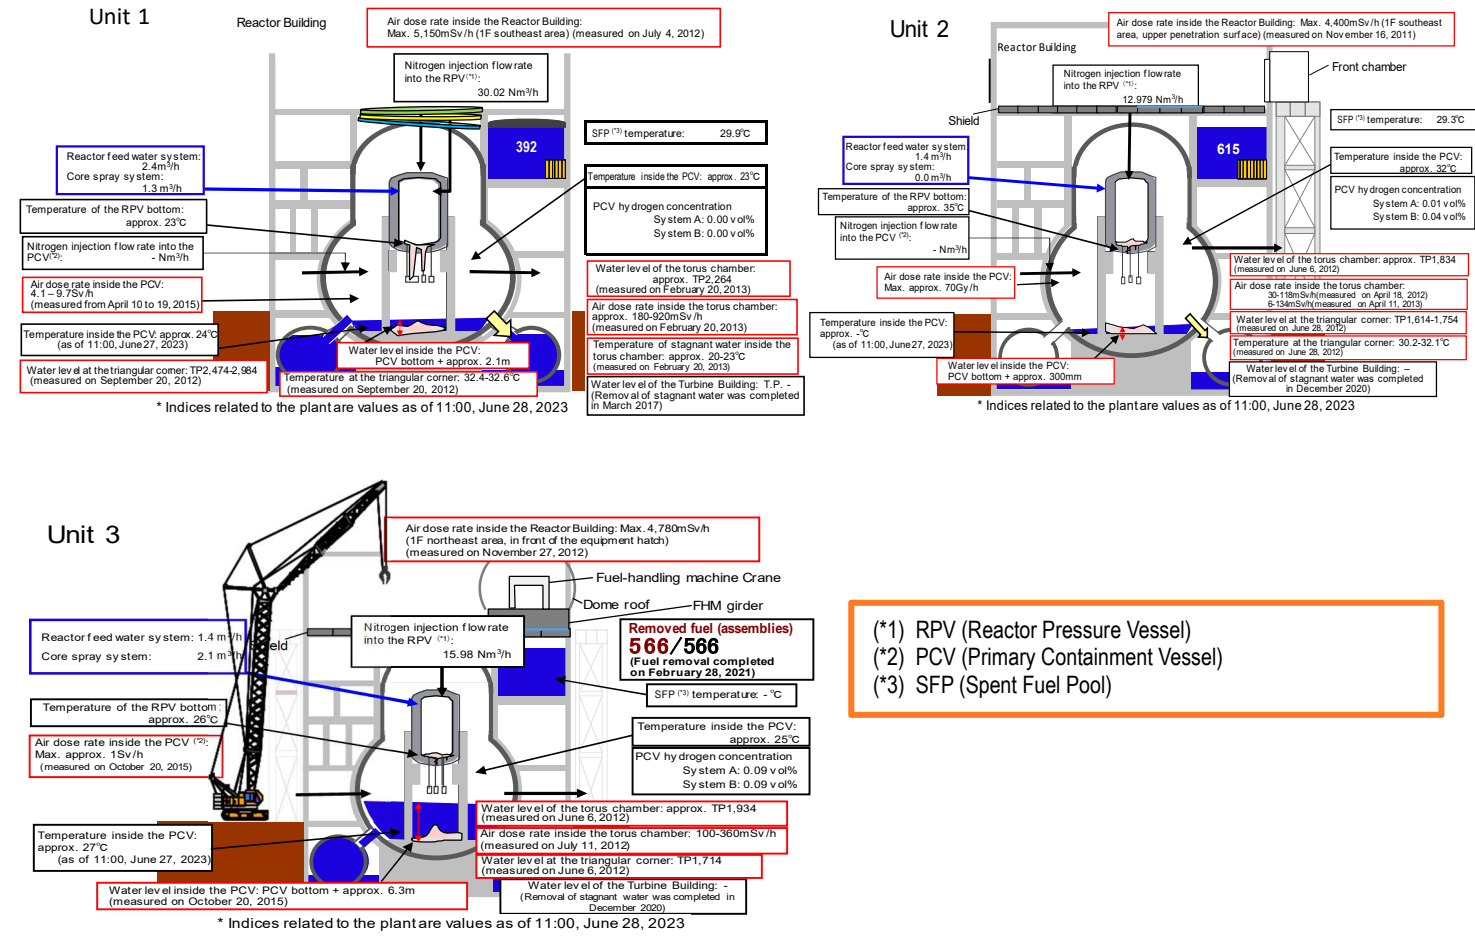 Unit 1
Reactor Building
Air dose rate inside the Reactor Building:
Max. 5,150mSv/h (1F southeast area) (measured on July 4, 2012)
Nitrogen injection flow rate
into the RPV(*1):
30.02 Nm³/h
392
SFP (*3) temperature: 29.9℃
Reactor feed water system:
2.4m³/h
Core spray system:
1.3 m³/h
Temperature inside the PCV: approx. 23℃
PCV hydrogen concentration
System A: 0.00 vol%
System B: 0.00 vol%
Temperature of the RPV bottom:
approx. 23℃
Nitrogen injection flow rate into the
PCV(*2): - Nm³/h
Air dose rate inside the PCV:
4.1 – 9.7Sv/h
(measured from April 10 to 19, 2015)
Temperature inside the PCV: approx. 24℃
(as of 11:00, June 27, 2023)
Water level at the triangular corner: TP2,474-2,984
(measured on September 20, 2012)
Water level inside the PCV:
PCV bottom + approx. 2.1m
Temperature at the triangular corner: 32.4-32.6℃
(measured on September 20, 2012)
Water level of the torus chamber:
approx. TP2,264
(measured on February 20, 2013)
Air dose rate inside the torus chamber:
approx. 180-920mSv/h
(measured on February 20, 2013)
Temperature of stagnant water inside the
torus chamber: approx. 20-23℃
(measured on February 20, 2013)
Water level of the Turbine Building: T.P. -
(Removal of stagnant water was completed
in March 2017)
* Indices related to the plant are values as of 11:00, June 28, 2023
Unit 2
Reactor Building
Air dose rate inside the Reactor Building: Max. 4,400mSv/h (1F southeast
area, upper penetration surface) (measured on November 16, 2011)
Front chamber
Nitrogen injection flow rate
into the RPV (*1):
12.979 Nm³/h
Shield
615
SFP (*3) temperature: 29.3℃
Reactor feed water system:
1.4 m³/h
Core spray system:
0.0 m³/h
Temperature inside the PCV:
approx. 32℃
PCV hydrogen concentration
System A: 0.01 vol%
System B: 0.04 vol%
Temperature of the RPV bottom:
approx. 35℃
Nitrogen injection flow rate
into the PCV (*2):
- Nm³/h
Air dose rate inside the PCV:
Max. approx. 70Gy/h
Temperature inside the PCV:
approx. -℃
(as of 11:00, June27, 2023)
Water level inside the PCV:
PCV bottom + approx. 300mm
Water level of the torus chamber: approx. TP1,834
(measured on June 6, 2012)
Air dose rate inside the torus chamber:
30-118mSv/h(measured on April 18, 2012)
6-134mSv/h(measured on April 11, 2013)
Water level at the triangular corner: TP1,614-1,754
(measured on June 28, 2012)
Temperature at the triangular corner: 30.2-32.1℃
(measured on June 28, 2012)
Water level of the Turbine Building: –
(Removal of stagnant water was completed
in December 2020)
* Indices related to the plant are values as of 11:00, June 28, 2023
Unit 3
Air dose rate inside the Reactor Building: Max. 4,780mSv/h
(1F northeast area, in front of the equipment hatch)
(measured on November 27, 2012)
Fuel-handling machine Crane
Dome roof
FHM girder
Nitrogen injection flow rate
into the RPV(*1):
15.98 Nm³/h
Removed fuel (assemblies)
566/566
(Fuel removal completed
on February 28, 2021)
Reactor feed water system: 1.4 m³/h
Core spray system: 2.1 m³/h
SFP (*3) temperature: - ℃
Temperature of the RPV bottom:
approx. 26℃
Air dose rate inside the PCV (*2):
Max. approx. 1Sv/h
(measured on October 20, 2015)
Temperature inside the PCV:
approx. 25℃
PCV hydrogen concentration
System A: 0.09 vol%
System B: 0.09 vol%
Temperature inside the PCV:
approx. 27℃
(as of 11:00, June 27, 2023)
Water level inside the PCV: PCV bottom + approx. 6.3m
(measured on October 20, 2015)
Water level of the torus chamber: approx. TP1,934
(measured on June 6, 2012)
Air dose rate inside the torus chamber: 100-360mSv/h
(measured on July 11, 2012)
Water level at the triangular corner: TP1,714
(measured on June 6, 2012)
Water level of the Turbine Building: -
(Removal of stagnant water was completed in
December 2020)
* Indices related to the plant are values as of 11:00, June 28, 2023
(*1) RPV (Reactor Pressure Vessel)
(*2) PCV (Primary Containment Vessel)
(*3) SFP (Spent Fuel Pool)